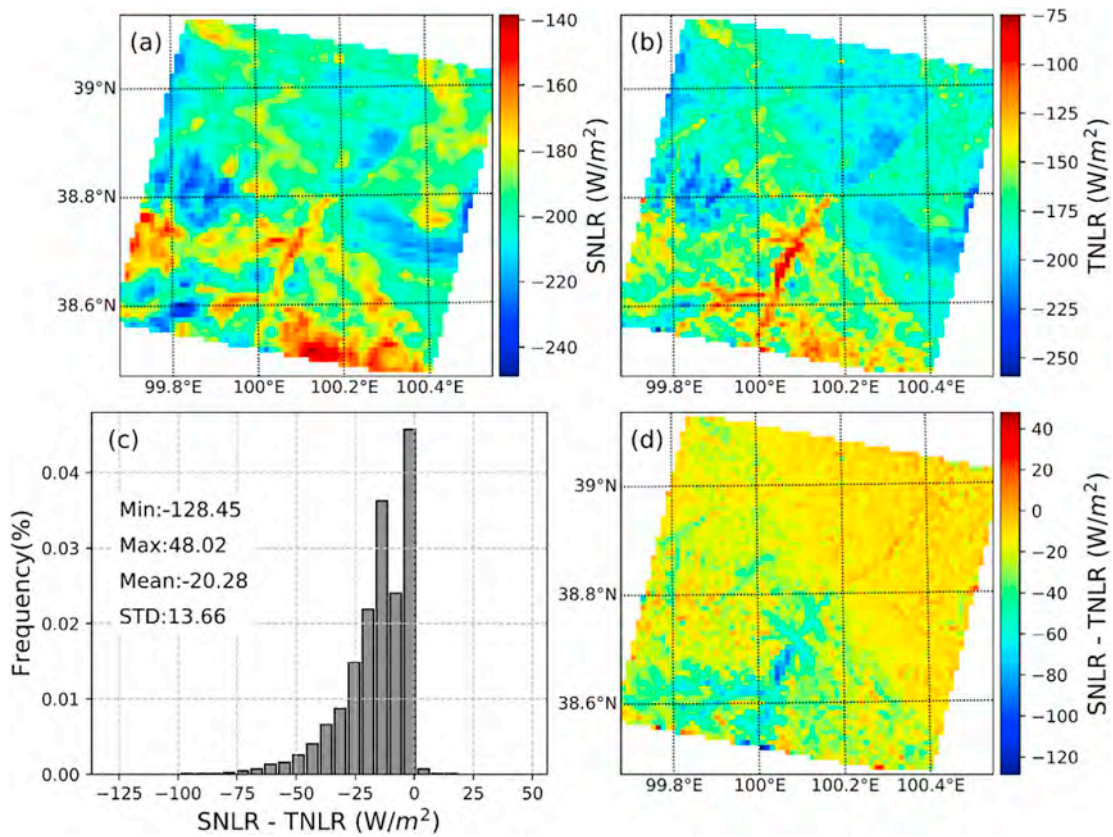 (a)
39°N
38.8°N
38.6°N
99.8°E
100°E
100.2°E
100.4°E
−140
−160
−180
−200
−220
−240
SNLR (W/m²)
(b)
99.8°E
100°E
100.2°E
100.4°E
−75
−100
−125
−150
−175
−200
−225
−250
TNLR (W/m²)
(c)
Min:-128.45
Max:48.02
Mean:-20.28
STD:13.66
Frequency(%)
0.04
0.03
0.02
0.01
0.00
−125
−100
−75
−50
−25
0
25
50
SNLR - TNLR (W/m²)
(d)
39°N
38.8°N
38.6°N
99.8°E
100°E
100.2°E
100.4°E
40
20
0
−20
−40
−60
−80
−100
−120
SNLR - TNLR (W/m²)